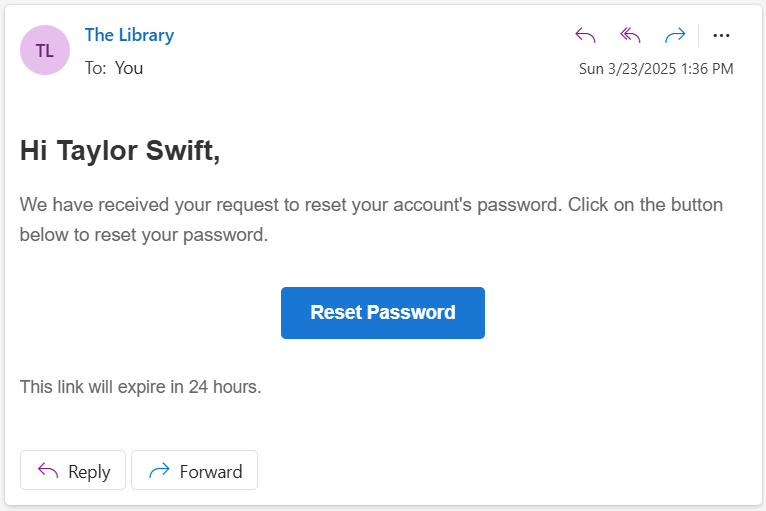 TL
The Library
To: You
Sun 3/23/2025 1:36 PM
Hi Taylor Swift,
We have received your request to reset your account's password. Click on the button
below to reset your password.
Reset Password
This link will expire in 24 hours.
Reply
Forward